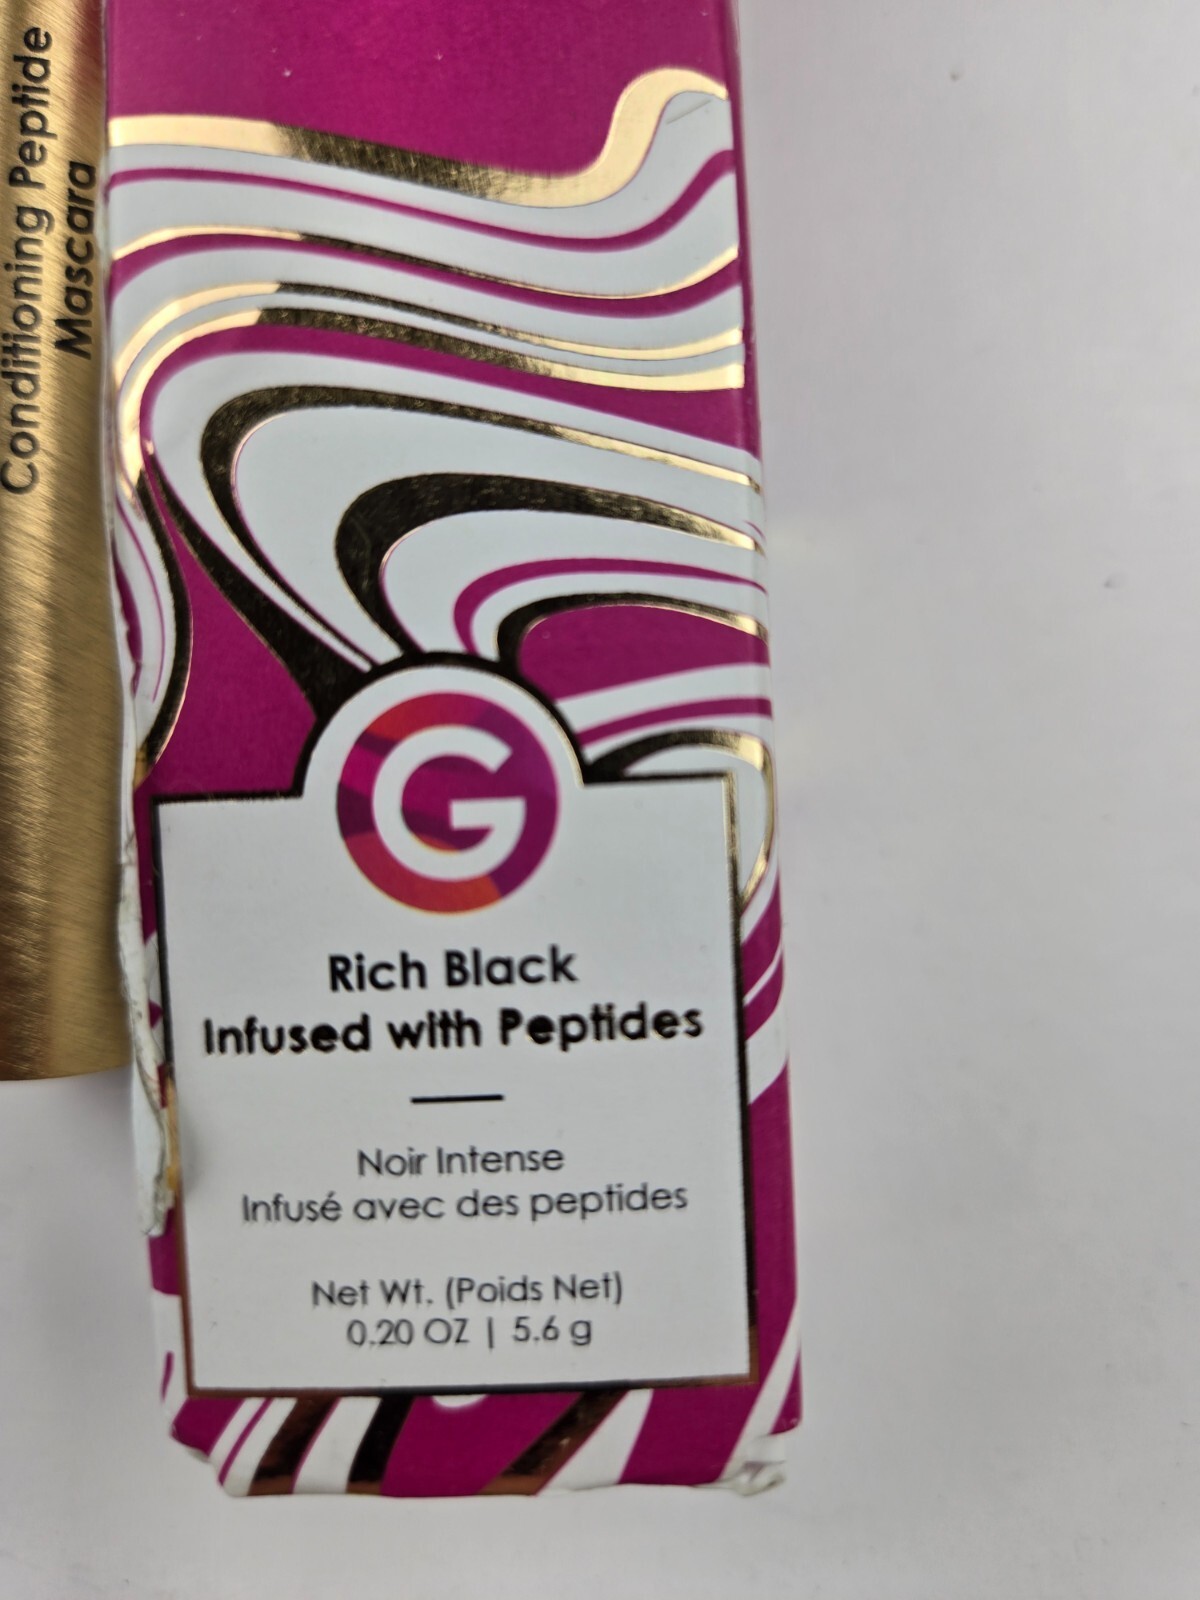 Conditioning Peptide
Mascara
G
Rich Black
Infused with Peptides
Noir Intense
Infusé avec des peptides
Net Wt. (Poids Net)
0.20 OZ | 5.6 g